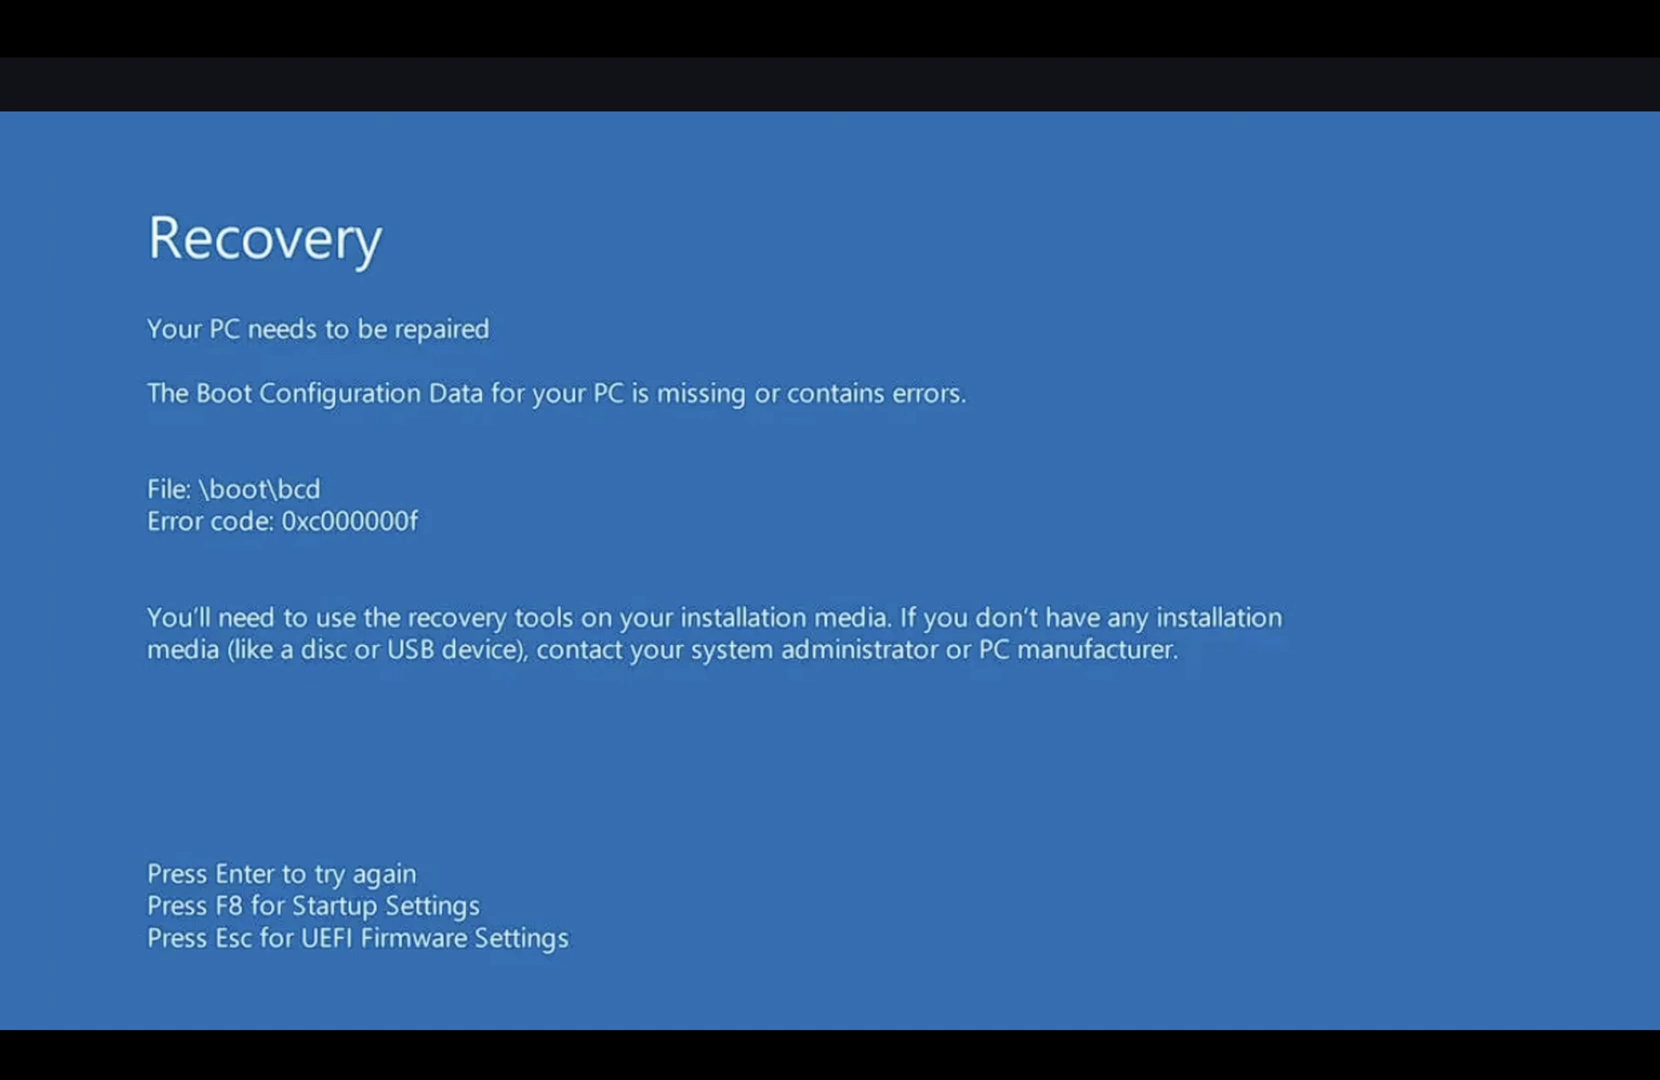 Recovery
Your PC needs to be repaired
The Boot Configuration Data for your PC is missing or contains errors.
File: \boot\bcd
Error code: 0xc000000f
You'll need to use the recovery tools on your installation media. If you don't have any installation
media (like a disc or USB device), contact your system administrator or PC manufacturer.
Press Enter to try again
Press F8 for Startup Settings
Press Esc for UEFI Firmware Settings